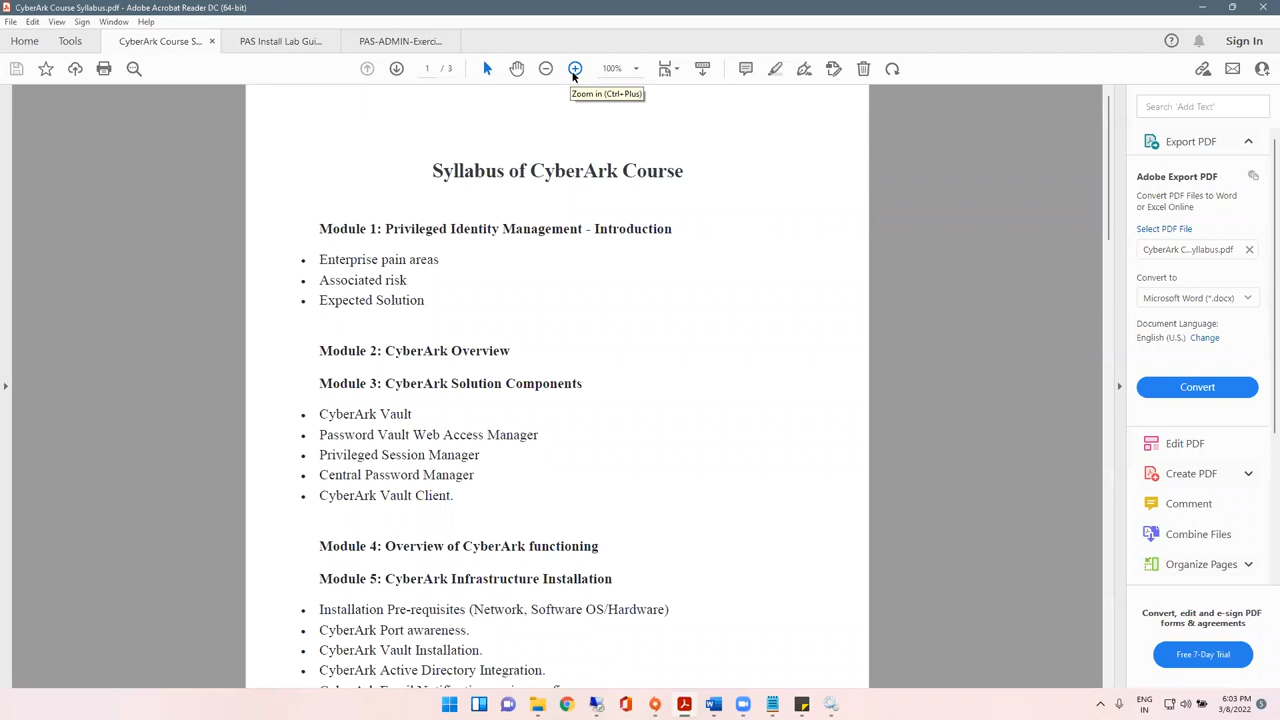 CyberArk Course Syllabus.pdf - Adobe Acrobat Reader DC (64-bit)
File Edit View Sign Window Help
Home Tools CyberArk Course S... × PAS Install Lab Gui... PAS-ADMIN-Exerci... Sign In
1 / 3 100%
Zoom in (Ctrl+Plus)
Syllabus of CyberArk Course
Module 1: Privileged Identity Management - Introduction
• Enterprise pain areas
• Associated risk
• Expected Solution
Module 2: CyberArk Overview
Module 3: CyberArk Solution Components
• CyberArk Vault
• Password Vault Web Access Manager
• Privileged Session Manager
• Central Password Manager
• CyberArk Vault Client.
Module 4: Overview of CyberArk functioning
Module 5: CyberArk Infrastructure Installation
• Installation Pre-requisites (Network, Software OS/Hardware)
• CyberArk Port awareness.
• CyberArk Vault Installation.
• CyberArk Active Directory Integration.
Search 'Add Text'
Export PDF
Adobe Export PDF
Convert PDF Files to Word
or Excel Online
Select PDF File
CyberArk C...yllabus.pdf
Convert to
Microsoft Word (*.docx)
Document Language:
English (U.S.) Change
Convert
Edit PDF
Create PDF
Comment
Combine Files
Organize Pages
Convert, edit and e-sign PDF
forms & agreements
Free 7-Day Trial
ENG
IN
6:03 PM
3/8/2022